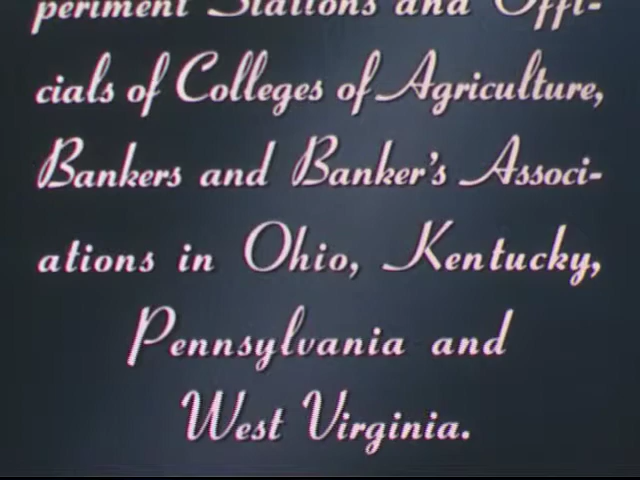 periment Stations and Offi-
cials of Colleges of Agriculture,
Bankers and Banker's Associ-
ations in Ohio, Kentucky,
Pennsylvania and
West Virginia.